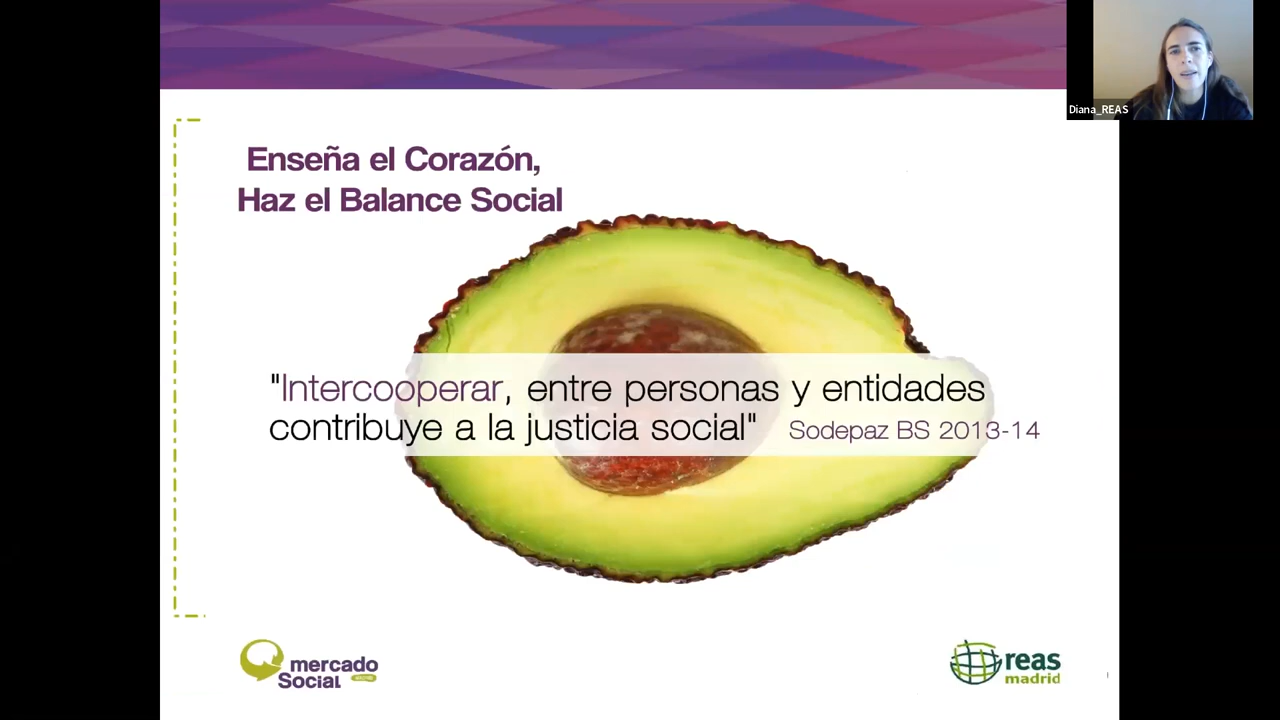 Diana_REAS
Enseña el Corazón,
Haz el Balance Social
"Intercooperar, entre personas y entidades
contribuye a la justicia social" Sodepaz BS 2013-14
mercado
Social
reas
madrid